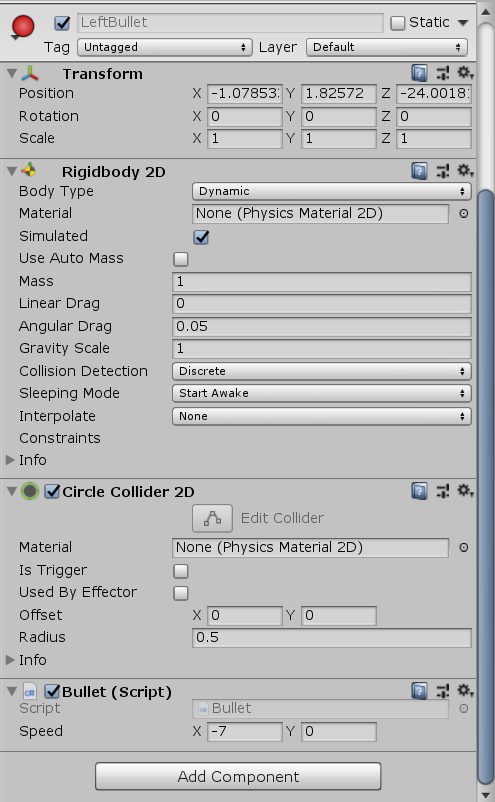 LeftBullet Static
Tag Untagged Layer Default
Transform
Position X -1.07853 Y 1.82572 Z -24.0018
Rotation X 0 Y 0 Z 0
Scale X 1 Y 1 Z 1
Rigidbody 2D
Body Type Dynamic
Material None (Physics Material 2D)
Simulated
Use Auto Mass
Mass 1
Linear Drag 0
Angular Drag 0.05
Gravity Scale 1
Collision Detection Discrete
Sleeping Mode Start Awake
Interpolate None
Constraints
Info
Circle Collider 2D
Edit Collider
Material None (Physics Material 2D)
Is Trigger
Used By Effector
Offset X 0 Y 0
Radius 0.5
Info
c# Bullet (Script)
Script Bullet
Speed X -7 Y 0
Add Component